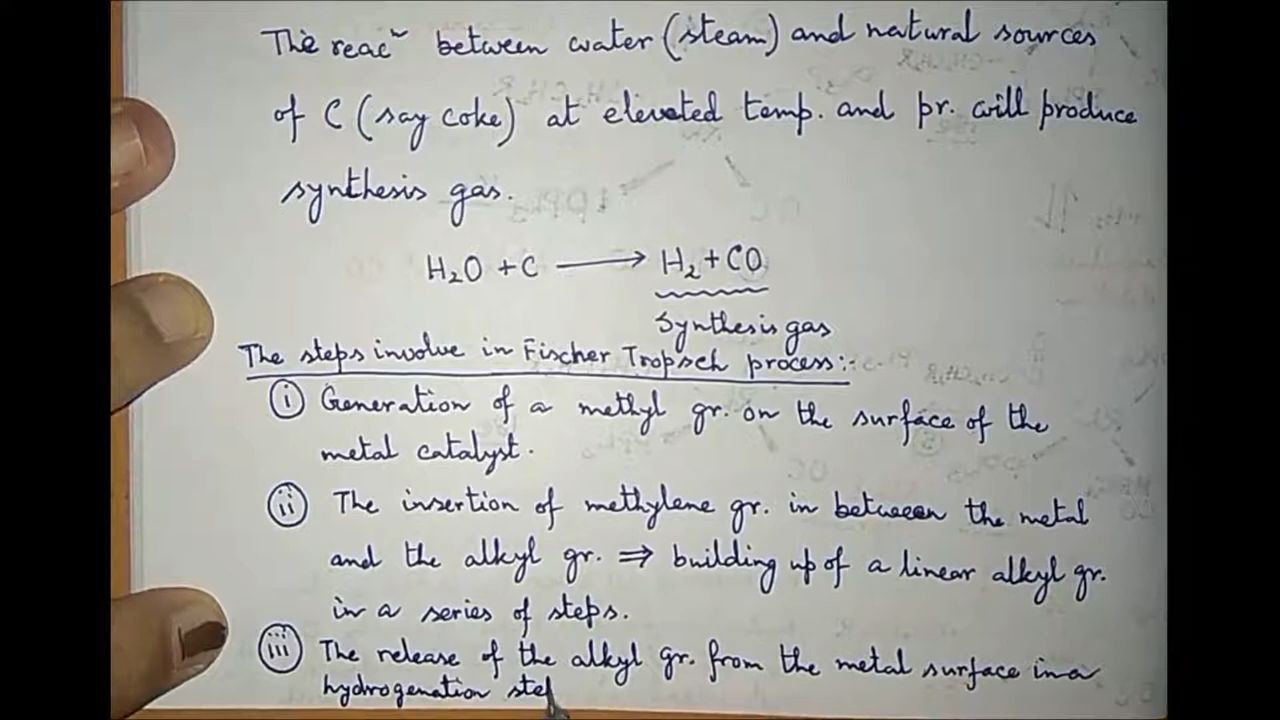 The reacⁿ between water (steam) and natural sources
of C (say coke) at elevated temp. and pr. will produce
synthesis gas.
H₂O + C ⟶ H₂ + CO
Synthesis gas
The steps involve in Fischer Tropsch process:-
(i) Generation of a methyl gr. on the surface of the
metal catalyst.
(ii) The insertion of methylene gr. in between the metal
and the alkyl gr. ⇒ building up of a linear alkyl gr.
in a series of steps.
(iii) The release of the alkyl gr. from the metal surface in a
hydrogenation ste